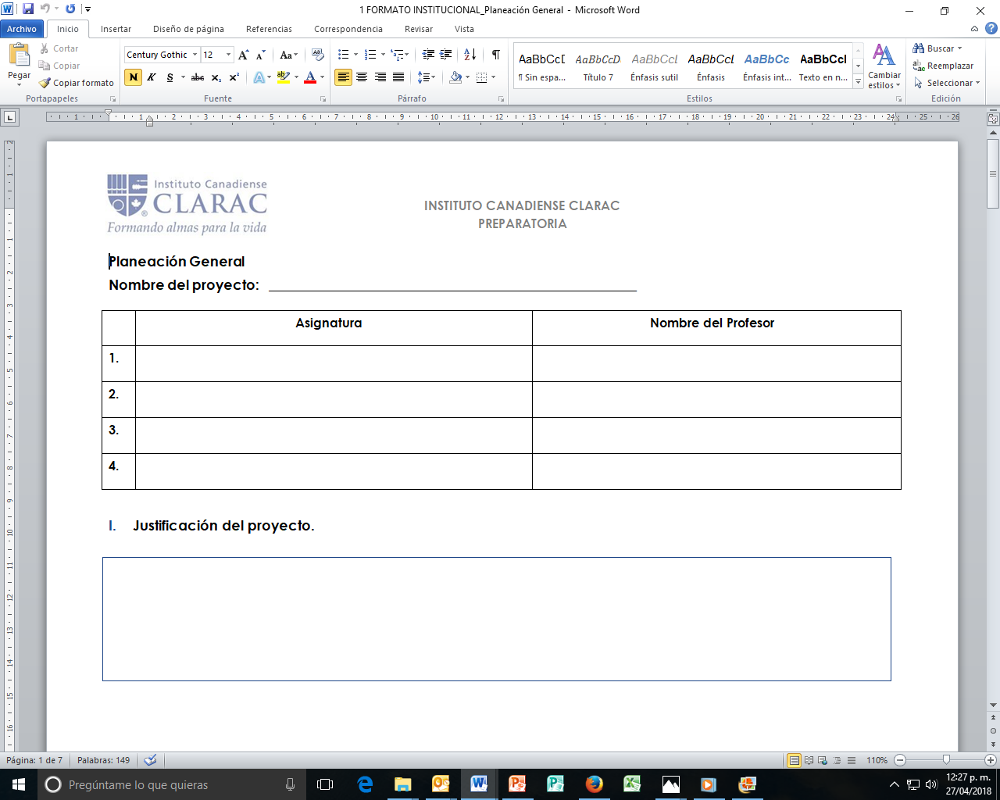 1 FORMATO INSTITUCIONAL_Planeación General - Microsoft Word
Archivo Inicio Insertar Diseño de página Referencias Correspondencia Revisar Vista
Pegar
Cortar
Copiar
Copiar formato
Portapapeles
Century Gothic 12
Fuente
Párrafo
AaBbCcD AaBbCcD AaBbCcL AaBbCcL AaBbCc AaBbCcl
¶ Sin espa... Título 7 Énfasis sutil Énfasis Énfasis int... Texto en n...
Estilos
Cambiar estilos
Buscar
Reemplazar
Seleccionar
Edición
Instituto Canadiense
CLARAC
Formando almas para la vida
INSTITUTO CANADIENSE CLARAC
PREPARATORIA
Planeación General
Nombre del proyecto:
Asignatura Nombre del Profesor
1.
2.
3.
4.
I. Justificación del proyecto.
Página: 1 de 7 Palabras: 149 110%
Pregúntame lo que quieras
12:27 p. m.
27/04/2018